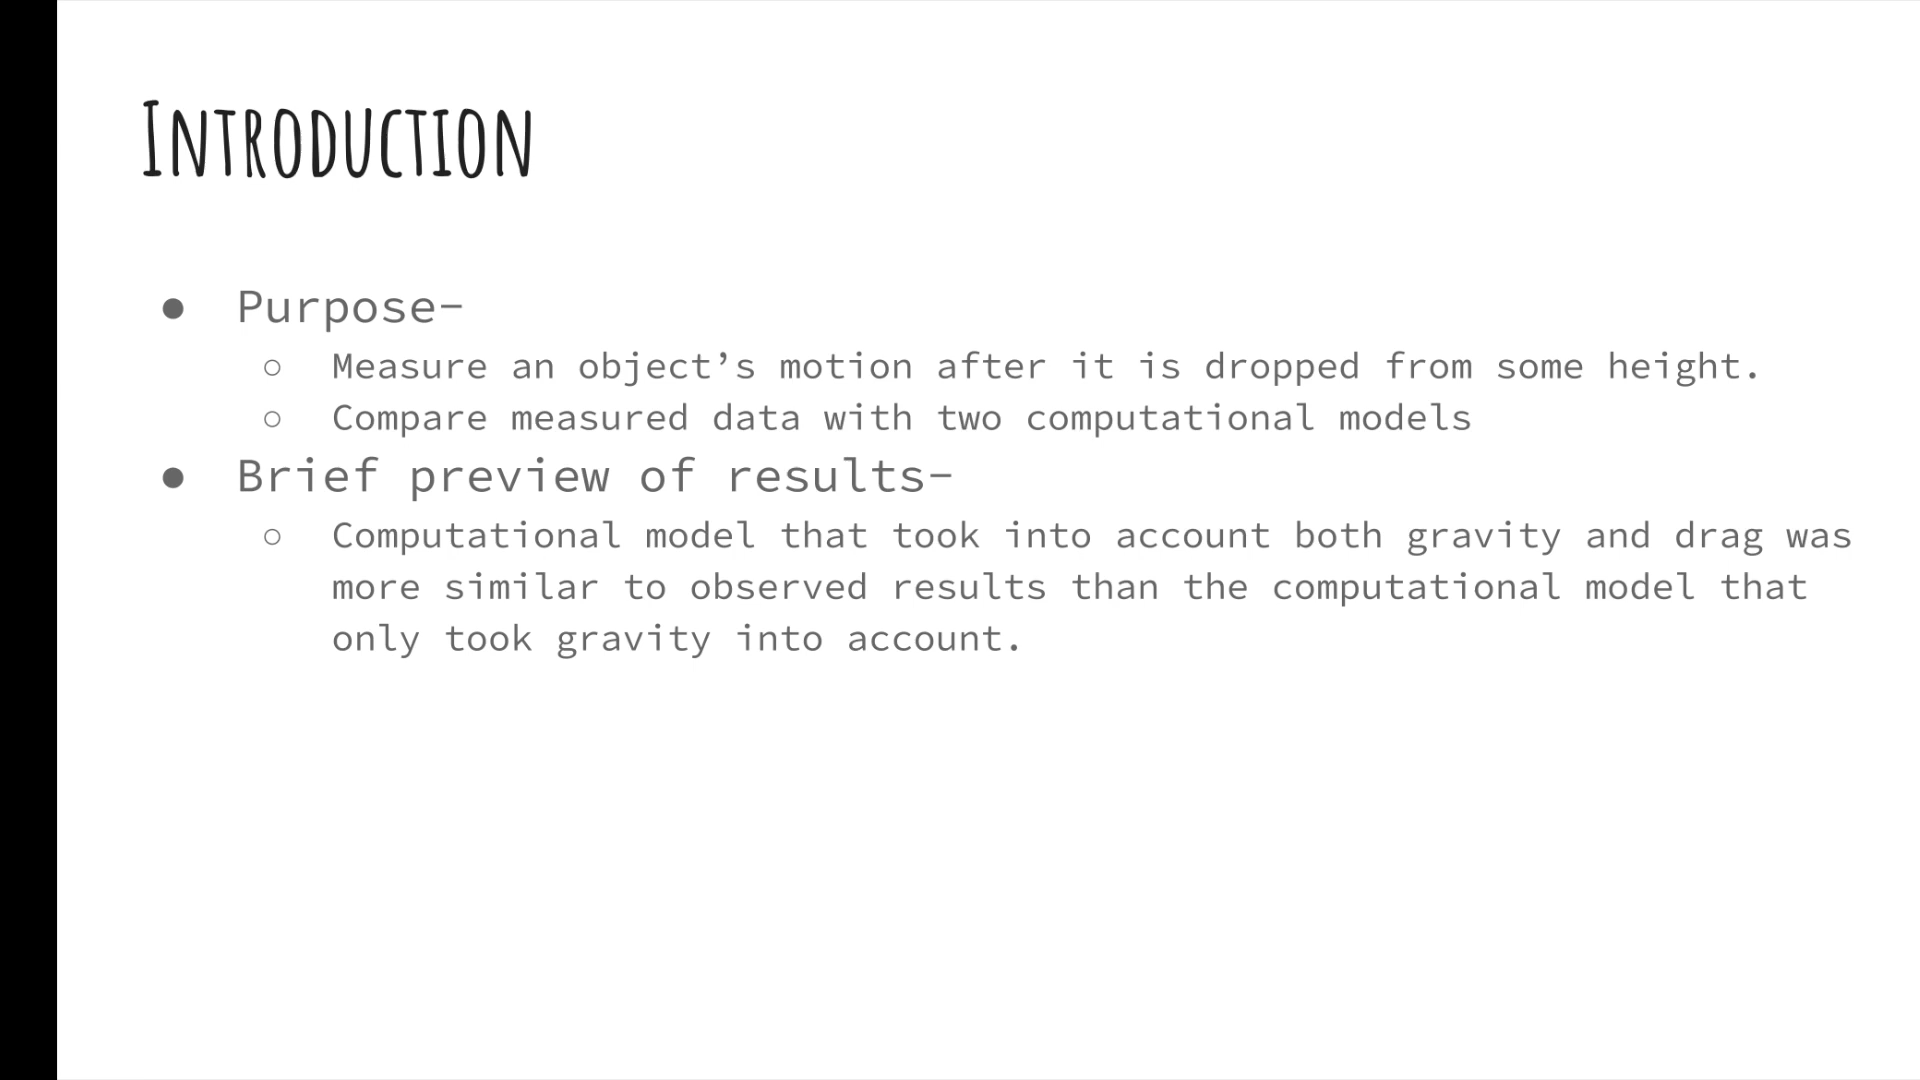 Introduction
● Purpose-
○ Measure an object’s motion after it is dropped from some height.
○ Compare measured data with two computational models
● Brief preview of results-
○ Computational model that took into account both gravity and drag was
more similar to observed results than the computational model that
only took gravity into account.